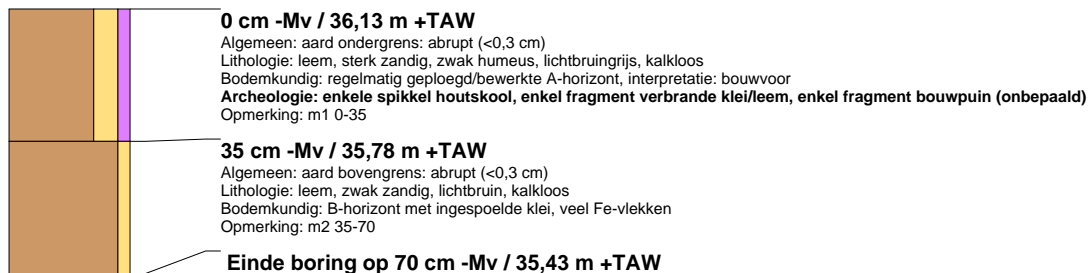 0 cm -Mv / 36,13 m +TAW
Algemeen: aard ondergrens: abrupt (<0,3 cm)
Lithologie: leem, sterk zandig, zwak humeus, lichtbruingrijs, kalkloos
Bodemkundig: regelmatig geploegd/bewerkte A-horizont, interpretatie: bouwvoor
Archeologie: enkele spikkel houtskool, enkel fragment verbrande klei/leem, enkel fragment bouwpuin (onbepaald)
Opmerking: m1 0-35
35 cm -Mv / 35,78 m +TAW
Algemeen: aard bovengrens: abrupt (<0,3 cm)
Lithologie: leem, zwak zandig, lichtbruin, kalkloos
Bodemkundig: B-horizont met ingespoelde klei, veel Fe-vlekken
Opmerking: m2 35-70
Einde boring op 70 cm -Mv / 35,43 m +TAW